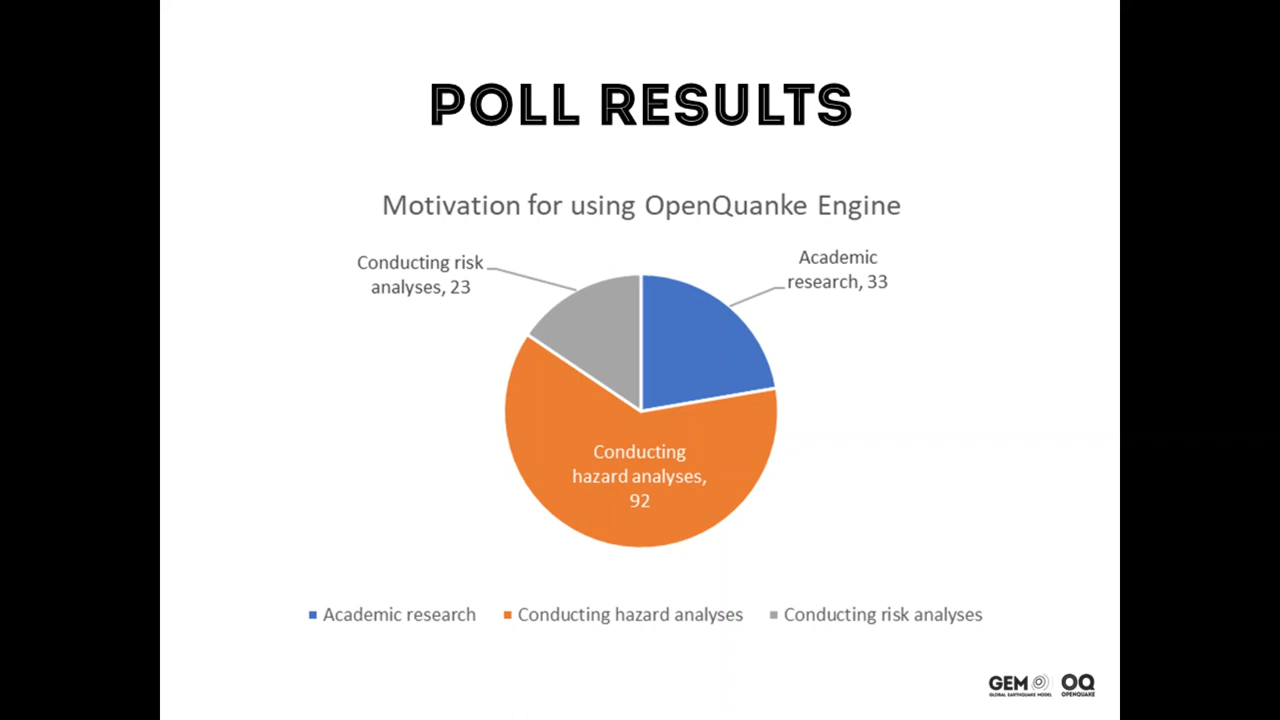 POLL RESULTS
Motivation for using OpenQuanke Engine
Conducting risk
analyses, 23
Academic
research, 33
Conducting
hazard analyses,
92
Academic research
Conducting hazard analyses
Conducting risk analyses
GEM
GLOBAL EARTHQUAKE MODEL
OQ
OPENQUAKE